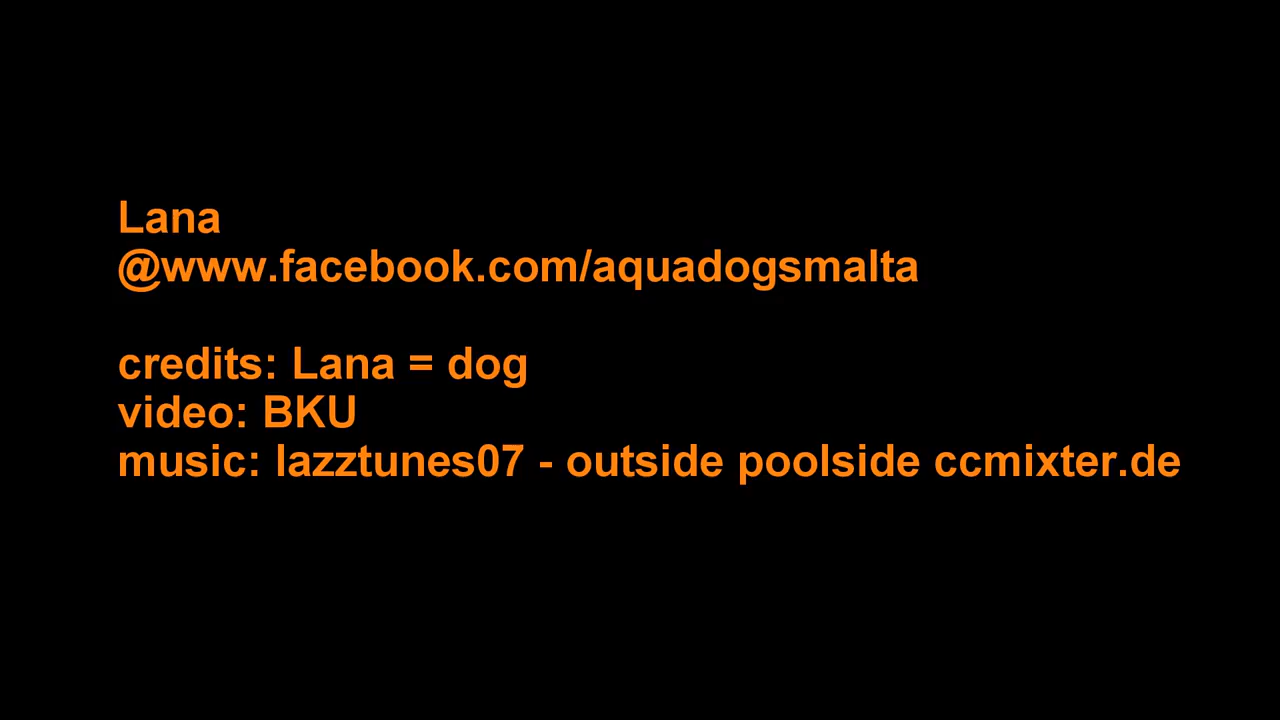 Lana
@www.facebook.com/aquadogsmalta
credits: Lana = dog
video: BKU
music: lazztunes07 - outside poolside ccmixter.de